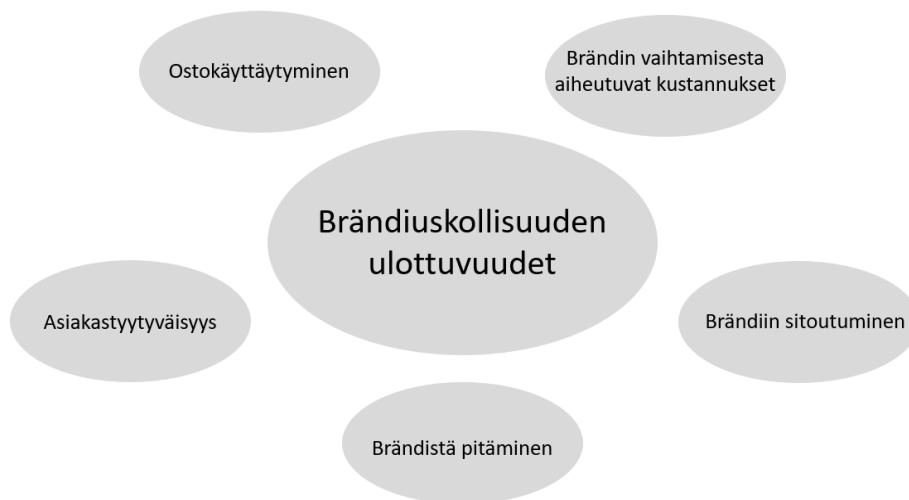 Ostokäyttäytyminen
Brändin vaihtamisesta
aiheutuvat kustannukset
Brändiuskollisuuden
ulottuvuudet
Asiakastyytyväisyys
Brändiin sitoutuminen
Brändistä pitäminen